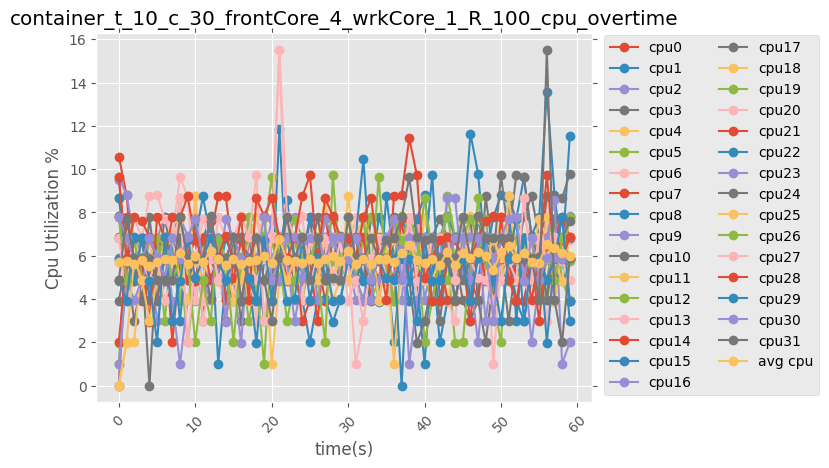 container_t_10_c_30_frontCore_4_wrkCore_1_R_100_cpu_overtime
Cpu Utilization %
16
14
12
10
8
6
4
2
0
0
10
20
30
40
50
60
time(s)
cpu0
cpu1
cpu2
cpu3
cpu4
cpu5
cpu6
cpu7
cpu8
cpu9
cpu10
cpu11
cpu12
cpu13
cpu14
cpu15
cpu16
cpu17
cpu18
cpu19
cpu20
cpu21
cpu22
cpu23
cpu24
cpu25
cpu26
cpu27
cpu28
cpu29
cpu30
cpu31
avg cpu